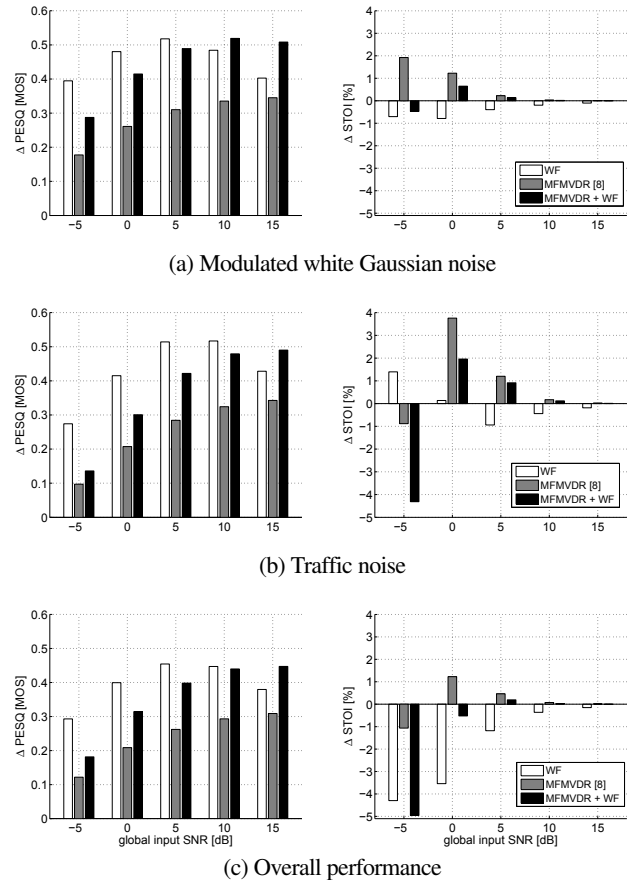 0.6
0.5
0.4
0.3
0.2
0.1
0
Δ PESQ [MOS]
−5 0 5 10 15
4
3
2
1
0
−1
−2
−3
−4
−5
Δ STOI [%]
−5 0 5 10 15
WF
MFMVDR [8]
MFMVDR + WF
(a) Modulated white Gaussian noise
0.6
0.5
0.4
0.3
0.2
0.1
0
Δ PESQ [MOS]
−5 0 5 10 15
4
3
2
1
0
−1
−2
−3
−4
−5
Δ STOI [%]
−5 0 5 10 15
WF
MFMVDR [8]
MFMVDR + WF
(b) Traffic noise
0.6
0.5
0.4
0.3
0.2
0.1
0
Δ PESQ [MOS]
−5 0 5 10 15
global input SNR [dB]
4
3
2
1
0
−1
−2
−3
−4
−5
Δ STOI [%]
−5 0 5 10 15
global input SNR [dB]
WF
MFMVDR [8]
MFMVDR + WF
(c) Overall performance